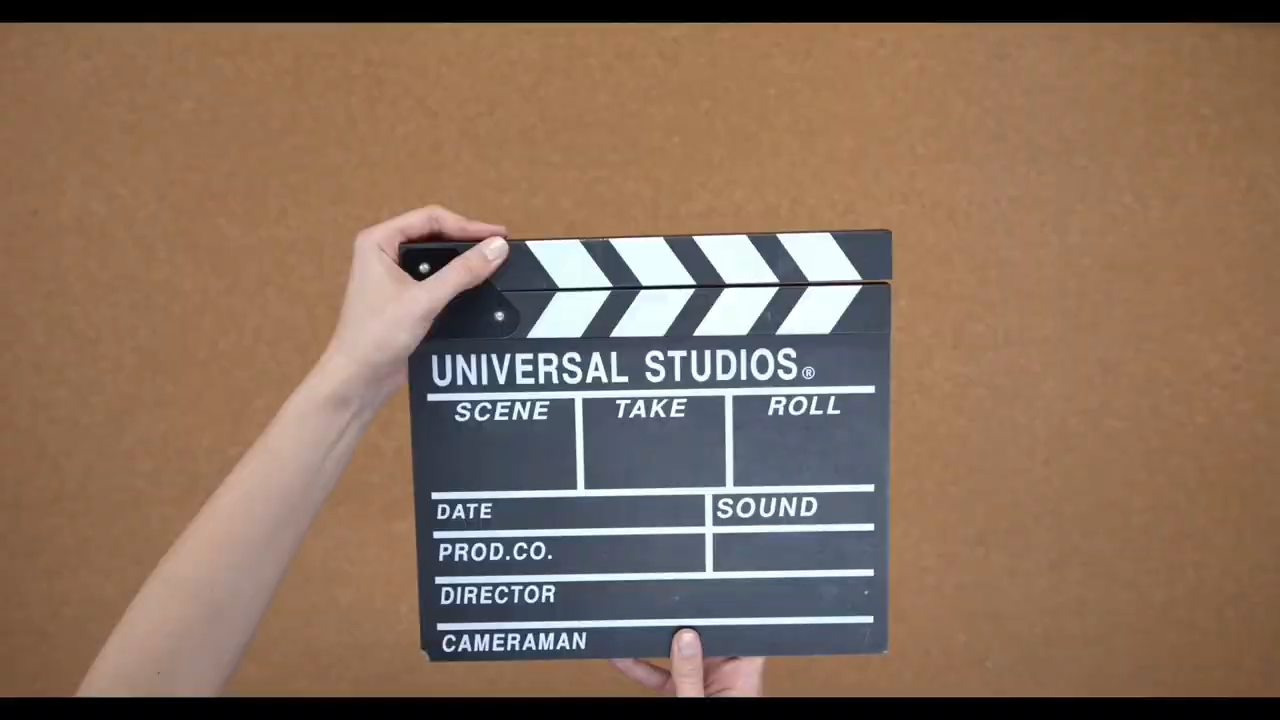 UNIVERSAL STUDIOS®
SCENE TAKE ROLL
DATE SOUND
PROD.CO.
DIRECTOR
CAMERAMAN